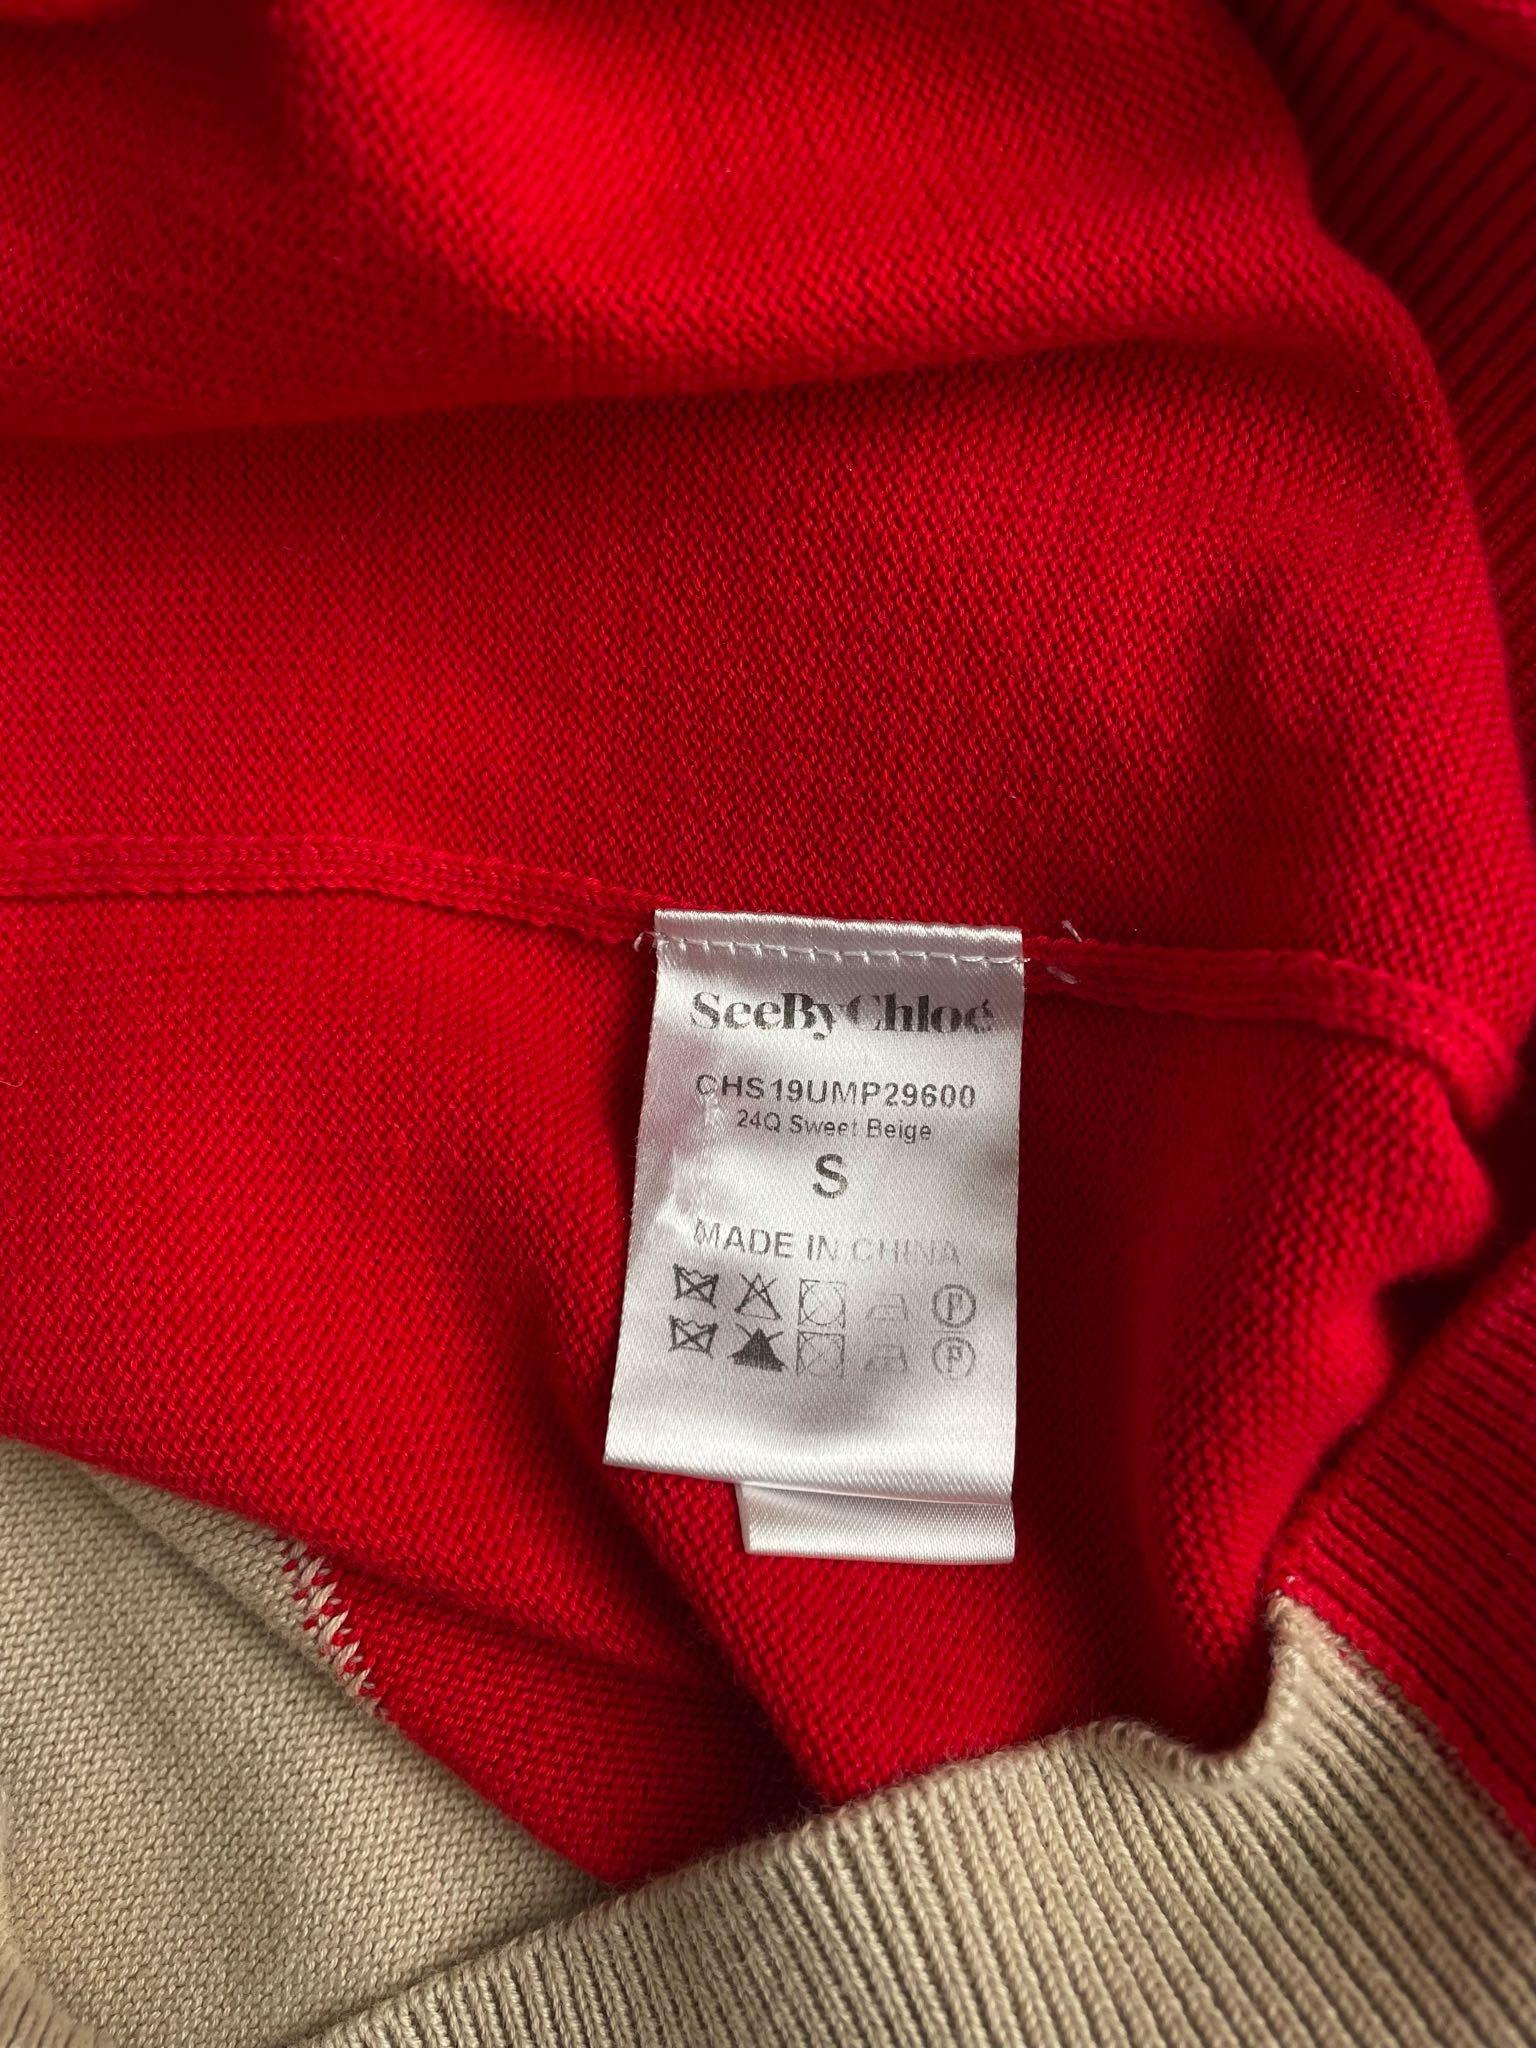 SeeByChloé
CHS19UMP29600
24Q Sweet Beige
S
MADE IN CHINA
P
P